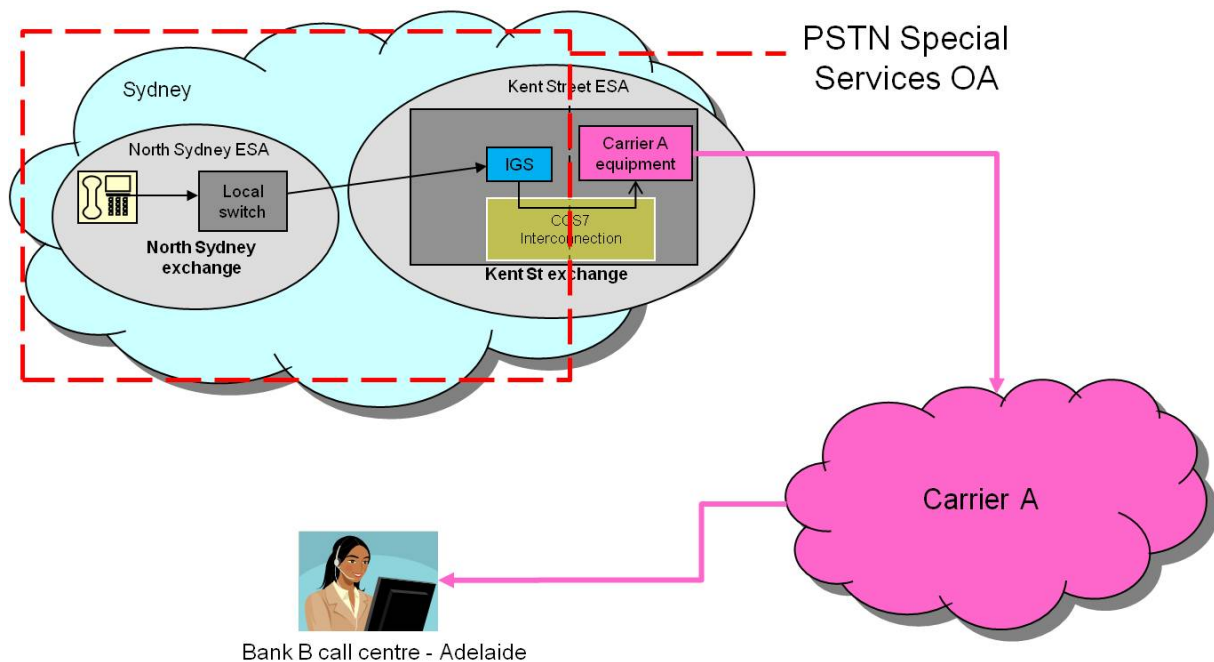 PSTN Special
Services OA
Sydney
Kent Street ESA
North Sydney ESA
IGS
Carrier A
equipment
Local
switch
CCS7
Interconnection
North Sydney
exchange
Kent St exchange
Carrier A
Bank B call centre - Adelaide